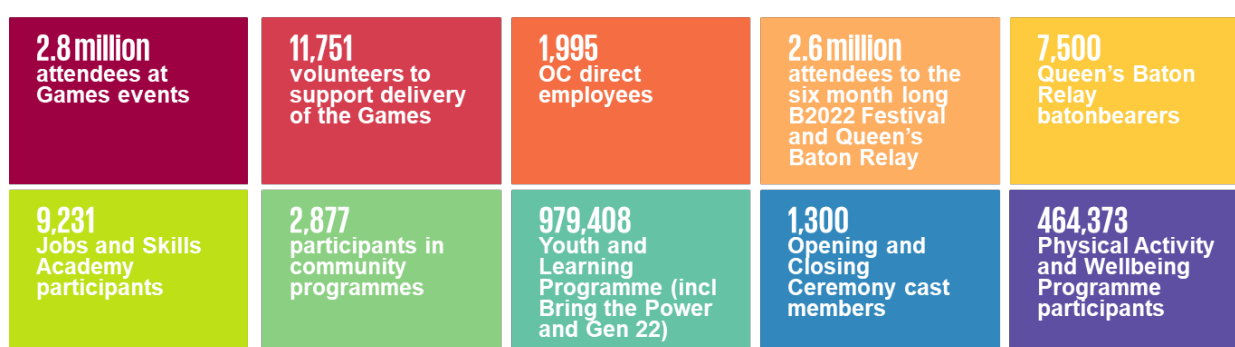 2.8 million
attendees at
Games events
11,751
volunteers to
support delivery
of the Games
1,995
OC direct
employees
2.6 million
attendees to the
six month long
B2022 Festival
and Queen's
Baton Relay
7,500
Queen's Baton
Relay
batonbearers
9,231
Jobs and Skills
Academy
participants
2,877
participants in
community
programmes
979,408
Youth and
Learning
Programme (incl
Bring the Power
and Gen 22)
1,300
Opening and
Closing
Ceremony cast
members
464,373
Physical Activity
and Wellbeing
Programme
participants